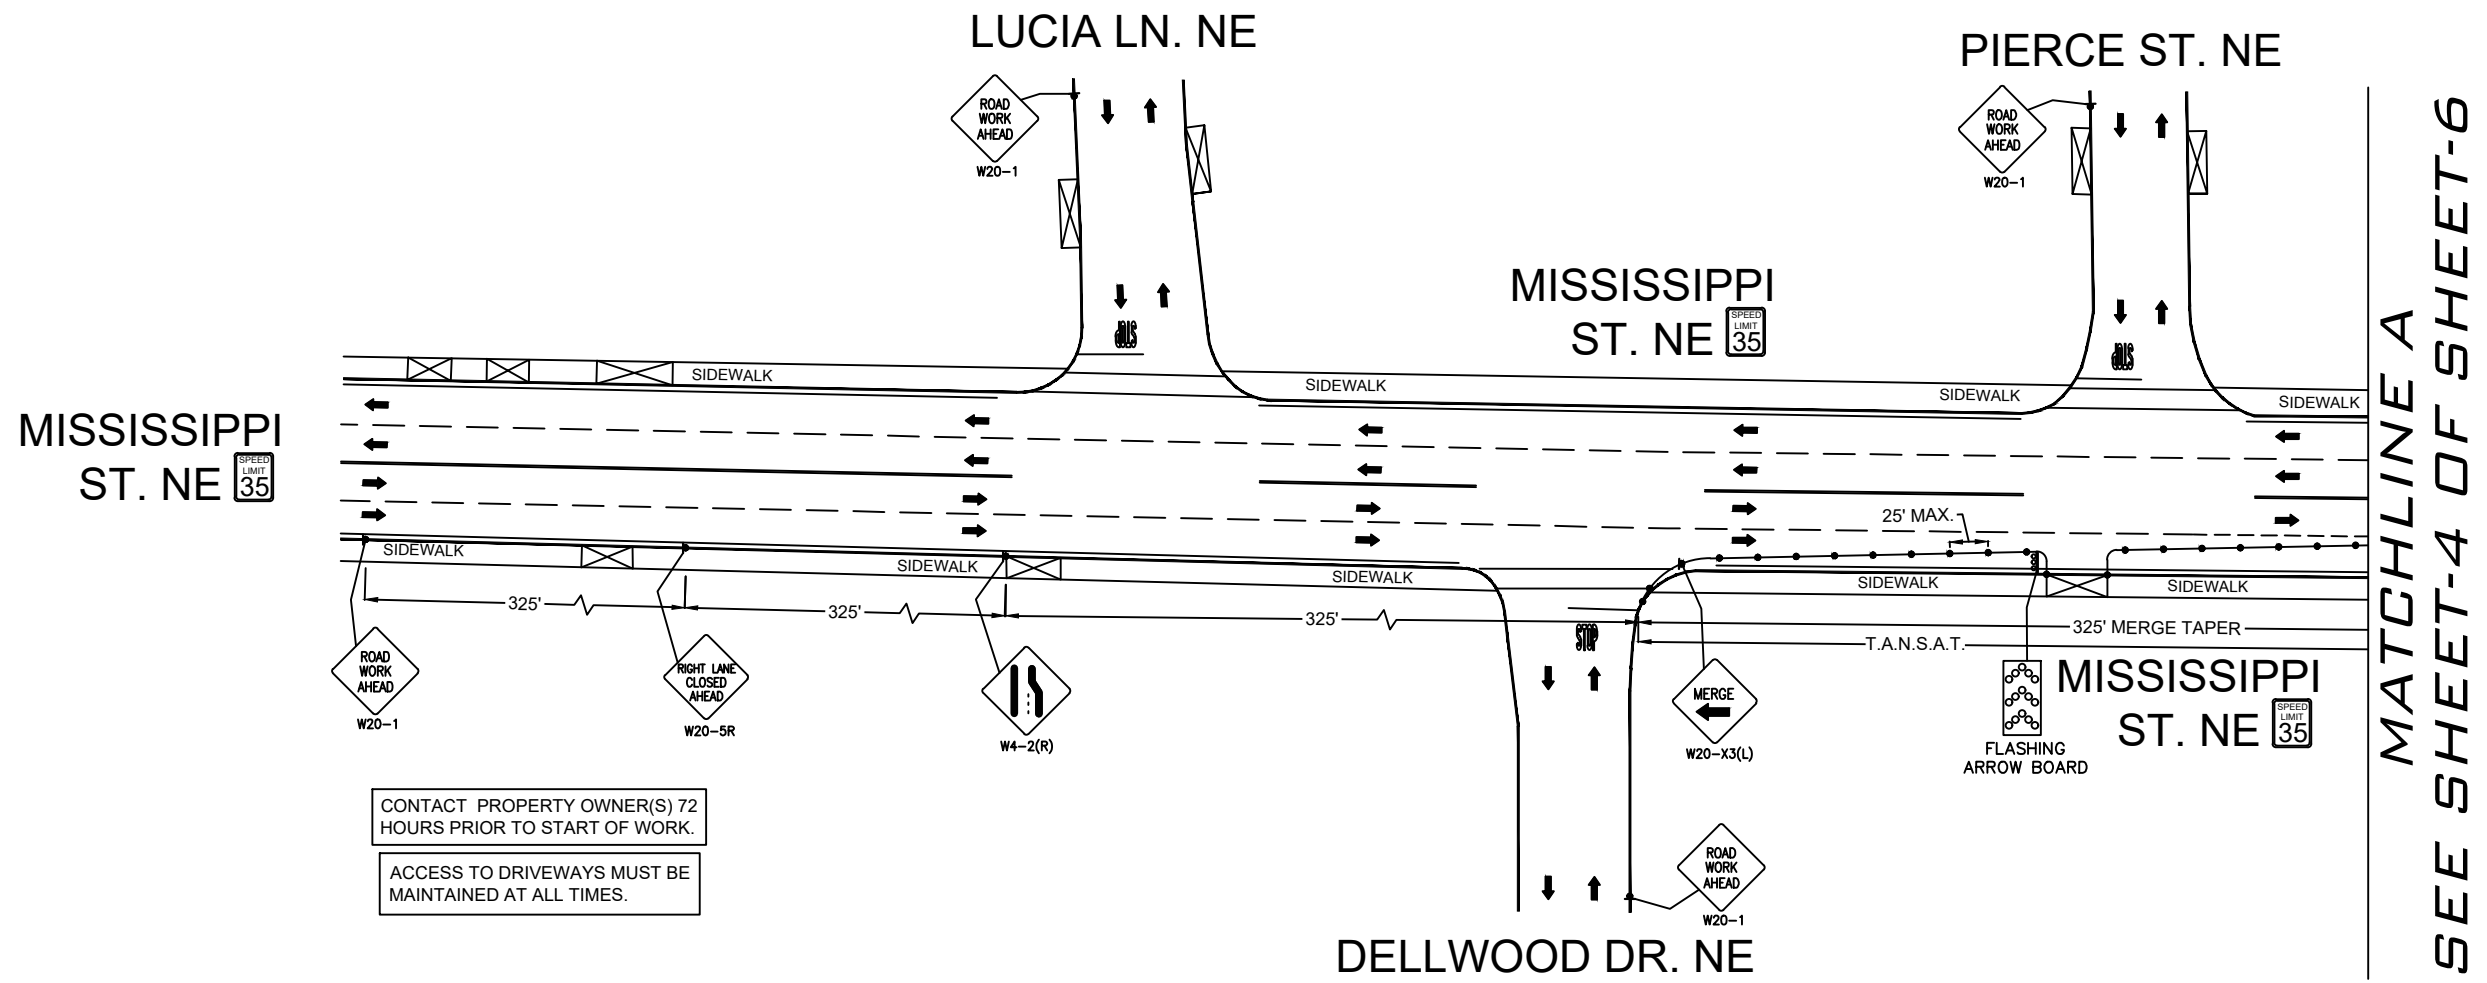 LUCIA LN. NE
PIERCE ST. NE
ROAD
WORK
AHEAD
W20-1
ROAD
WORK
AHEAD
W20-1
STOP
STOP
MISSISSIPPI
ST. NE
SPEED
LIMIT
35
MISSISSIPPI
ST. NE
SPEED
LIMIT
35
SIDEWALK
SIDEWALK
SIDEWALK
SIDEWALK
25' MAX.
SIDEWALK
SIDEWALK
SIDEWALK
SIDEWALK
SIDEWALK
325'
325'
325'
325' MERGE TAPER
T.A.N.S.A.T.
STOP
ROAD
WORK
AHEAD
W20-1
RIGHT LANE
CLOSED
AHEAD
W20-5R
W4-2(R)
MERGE
W20-X3(L)
FLASHING
ARROW BOARD
MISSISSIPPI
ST. NE
SPEED
LIMIT
35
CONTACT PROPERTY OWNER(S) 72
HOURS PRIOR TO START OF WORK.
ACCESS TO DRIVEWAYS MUST BE
MAINTAINED AT ALL TIMES.
ROAD
WORK
AHEAD
W20-1
DELLWOOD DR. NE
MATCHLINE A
SEE SHEET-4 OF SHEET-6